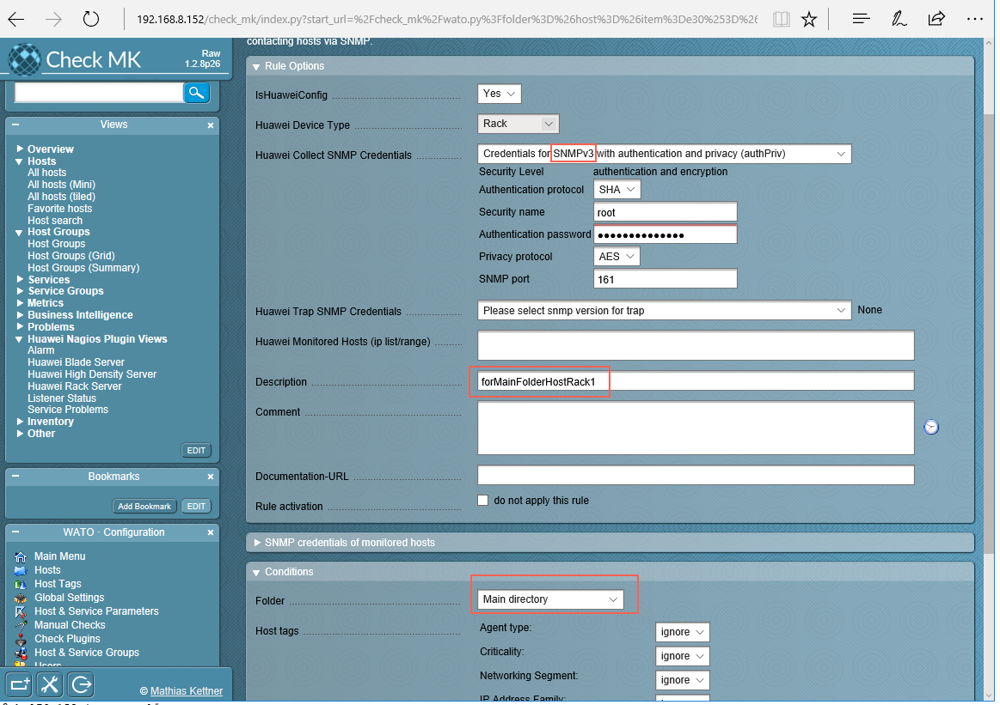 192.168.8.152/check_mk/index.py?start_url=%2Fcheck_mk%2Fwato.py%3Ffolder%3D%26host%3D%26item%3De30%253D%26
Check MK
Raw
1.2.8p26
Views
Overview
Hosts
All hosts
All hosts (Mini)
All hosts (tiled)
Favorite hosts
Host search
Host Groups
Host Groups
Host Groups (Grid)
Host Groups (Summary)
Services
Service Groups
Metrics
Business Intelligence
Problems
Huawei Nagios Plugin Views
Alarm
Huawei Blade Server
Huawei High Density Server
Huawei Rack Server
Listener Status
Service Problems
Inventory
Other
EDIT
Bookmarks
Add Bookmark EDIT
WATO · Configuration
Main Menu
Hosts
Host Tags
Global Settings
Host & Service Parameters
Manual Checks
Check Plugins
Host & Service Groups
Users
© Mathias Kettner
contacting hosts via SNMP.
Rule Options
IsHuaweiConfig Yes
Huawei Device Type Rack
Huawei Collect SNMP Credentials Credentials for SNMPv3 with authentication and privacy (authPriv)
Security Level authentication and encryption
Authentication protocol SHA
Security name root
Authentication password ●●●●●●●●●●●●●●
Privacy protocol AES
SNMP port 161
Huawei Trap SNMP Credentials Please select snmp version for trap None
Huawei Monitored Hosts (ip list/range)
Description forMainFolderHostRack1
Comment
Documentation-URL
Rule activation do not apply this rule
SNMP credentials of monitored hosts
Conditions
Folder Main directory
Host tags Agent type: ignore
Criticality: ignore
Networking Segment: ignore
IP Address Family: